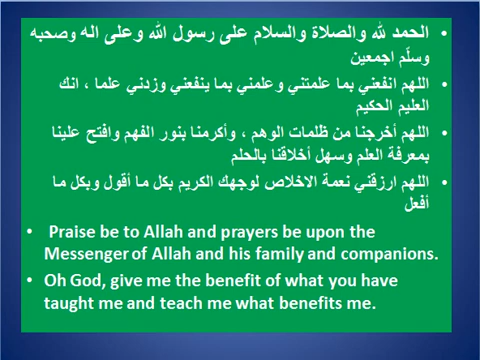 الحمد لله والصلاة والسلام على رسول الله وعلى اله وصحبه
وسلّم اجمعين
اللهم انفعني بما علمتني وعلمني بما ينفعني وزدني علما ، انك
العليم الحكيم
اللهم أخرجنا من ظلمات الوهم ، وأكرمنا بنور الفهم وافتح علينا
بمعرفة العلم وسهل أخلاقنا بالحلم
اللهم ارزقني نعمة الاخلاص لوجهك الكريم بكل ما أقول وبكل ما
أفعل
Praise be to Allah and prayers be upon the
Messenger of Allah and his family and companions.
Oh God, give me the benefit of what you have
taught me and teach me what benefits me.